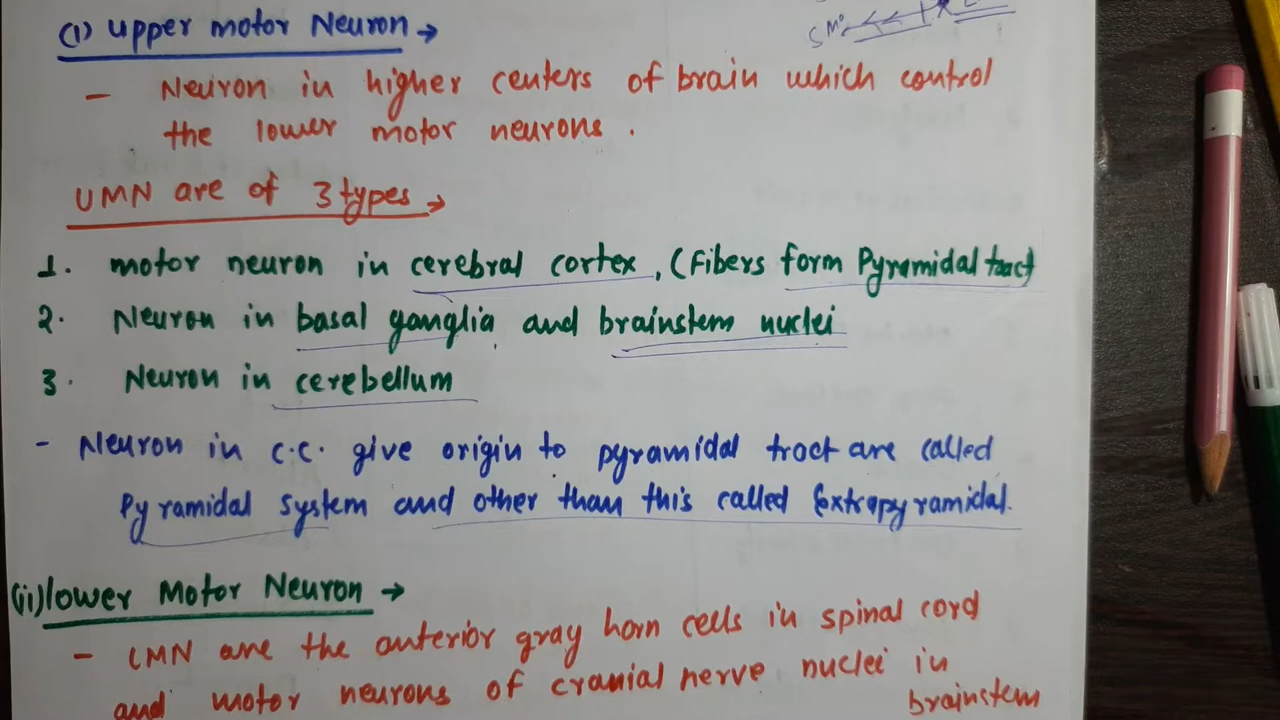 (i) Upper motor Neuron →
- Neuron in higher centers of brain which control
the lower motor neurons.
UMN are of 3 types →
1. motor neuron in cerebral cortex, (Fibers form Pyramidal tract)
2. Neuron in basal ganglia and brainstem nuclei
3. Neuron in cerebellum
- Neuron in c.c. give origin to pyramidal tract are called
Pyramidal system and other than this called Extrapyramidal.
(ii) lower Motor Neuron →
- LMN are the anterior gray horn cells in spinal cord
and motor neurons of cranial nerve nuclei in
brainstem